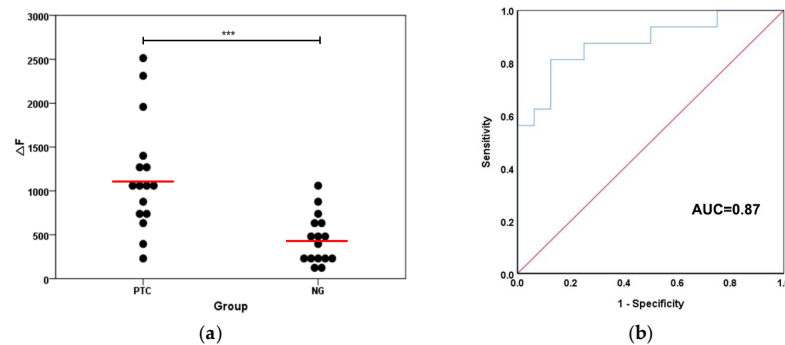 3000
2500
2000
1500
1000
500
0
△F
***
PTC
NG
Group
(a)
1.0
0.8
0.6
0.4
0.2
0.0
Sensitivity
AUC=0.87
0.0 0.2 0.4 0.6 0.8 1.0
1 - Specificity
(b)